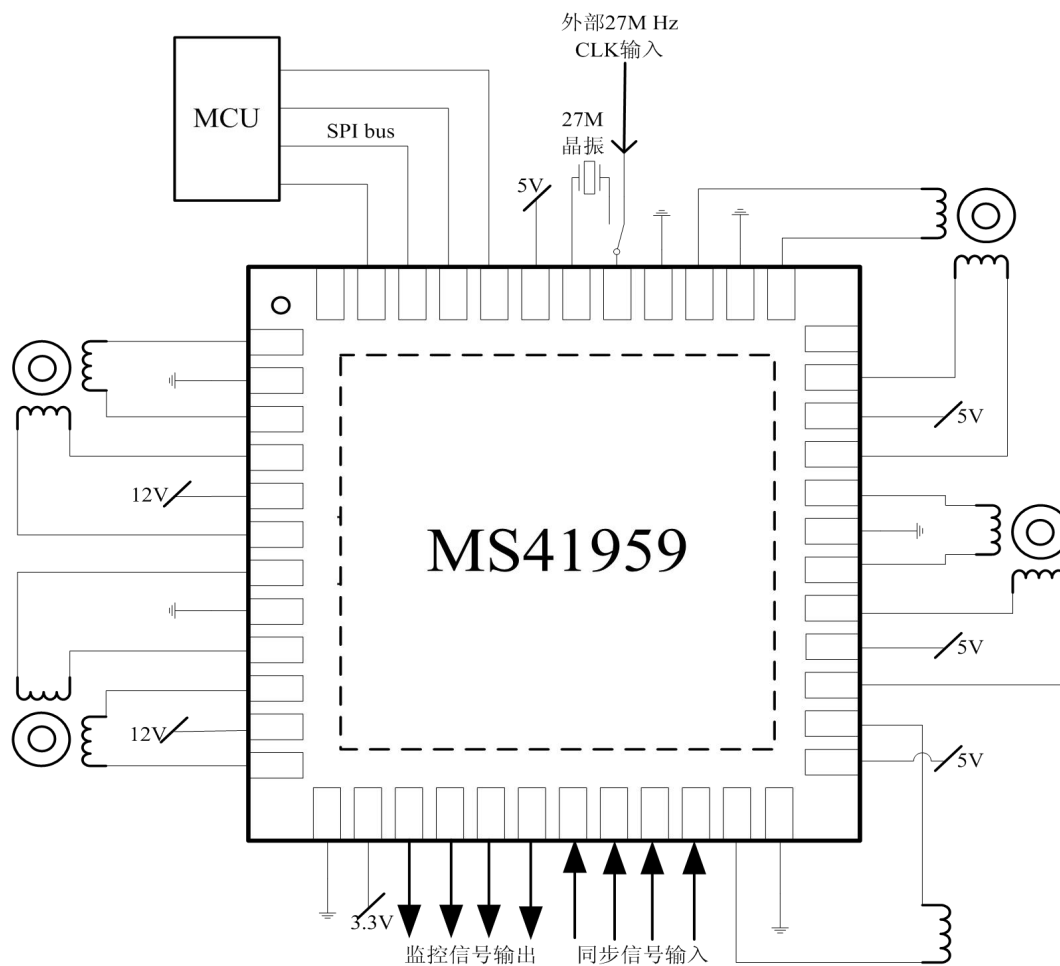 外部27M Hz
CLK输入
MCU
SPI bus
27M
晶振
5V
5V
12V
MS41959
5V
12V
5V
3.3V
监控信号输出
同步信号输入